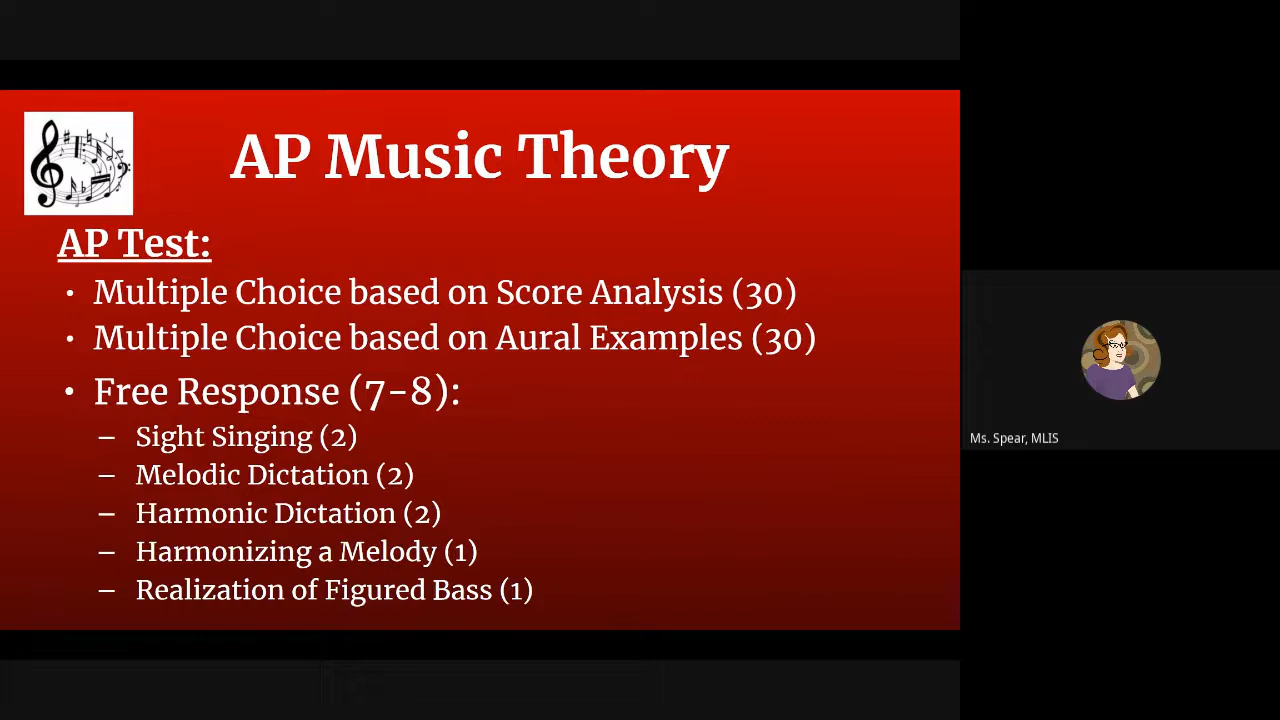 AP Music Theory
AP Test:
• Multiple Choice based on Score Analysis (30)
• Multiple Choice based on Aural Examples (30)
• Free Response (7-8):
– Sight Singing (2)
– Melodic Dictation (2)
– Harmonic Dictation (2)
– Harmonizing a Melody (1)
– Realization of Figured Bass (1)
Ms. Spear, MLIS